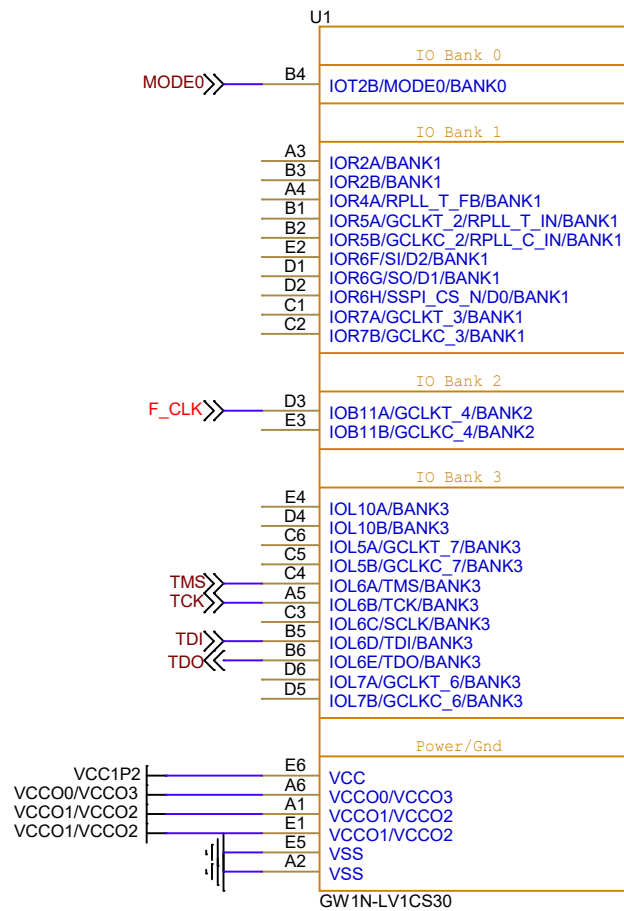 U1
IO Bank 0
MODE0 B4 IOT2B/MODE0/BANK0
IO Bank 1
A3 IOR2A/BANK1
B3 IOR2B/BANK1
A4 IOR4A/RPLL_T_FB/BANK1
B1 IOR5A/GCLKT_2/RPLL_T_IN/BANK1
B2 IOR5B/GCLKC_2/RPLL_C_IN/BANK1
E2 IOR6F/SI/D2/BANK1
D1 IOR6G/SO/D1/BANK1
D2 IOR6H/SSPI_CS_N/D0/BANK1
C1 IOR7A/GCLKT_3/BANK1
C2 IOR7B/GCLKC_3/BANK1
IO Bank 2
F_CLK D3 IOB11A/GCLKT_4/BANK2
E3 IOB11B/GCLKC_4/BANK2
IO Bank 3
E4 IOL10A/BANK3
D4 IOL10B/BANK3
C6 IOL5A/GCLKT_7/BANK3
C5 IOL5B/GCLKC_7/BANK3
TMS C4 IOL6A/TMS/BANK3
TCK A5 IOL6B/TCK/BANK3
C3 IOL6C/SCLK/BANK3
TDI B5 IOL6D/TDI/BANK3
TDO B6 IOL6E/TDO/BANK3
D6 IOL7A/GCLKT_6/BANK3
D5 IOL7B/GCLKC_6/BANK3
Power/Gnd
VCC1P2 E6 VCC
VCCO0/VCCO3 A6 VCCO0/VCCO3
VCCO1/VCCO2 A1 VCCO1/VCCO2
VCCO1/VCCO2 E1 VCCO1/VCCO2
E5 VSS
A2 VSS
GW1N-LV1CS30